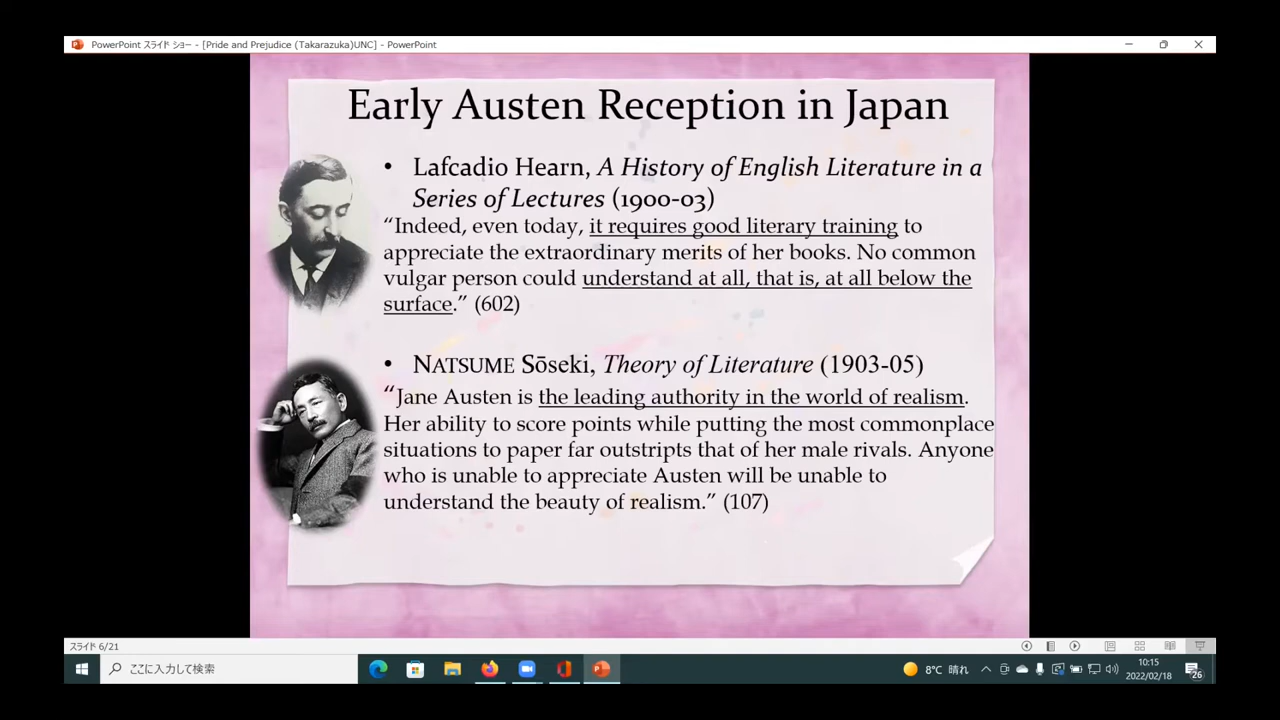 PowerPoint スライド ショー - [Pride and Prejudice (Takarazuka)UNC] - PowerPoint
Early Austen Reception in Japan
• Lafcadio Hearn, A History of English Literature in a
Series of Lectures (1900-03)
“Indeed, even today, it requires good literary training to
appreciate the extraordinary merits of her books. No common
vulgar person could understand at all, that is, at all below the
surface.” (602)
• NATSUME Sōseki, Theory of Literature (1903-05)
“Jane Austen is the leading authority in the world of realism.
Her ability to score points while putting the most commonplace
situations to paper far outstrips that of her male rivals. Anyone
who is unable to appreciate Austen will be unable to
understand the beauty of realism.” (107)
スライド 6/21
ここに入力して検索
8°C 晴れ
10:15
2022/02/18
26